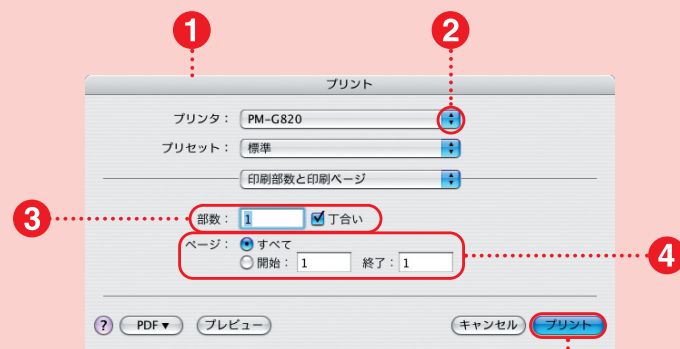 1
2
プリント
プリンタ： PM-G820
プリセット： 標準
印刷部数と印刷ページ
3
部数： 1 丁合い
ページ： すべて
開始： 1 終了： 1
4
? PDF▼ プレビュー キャンセル プリント